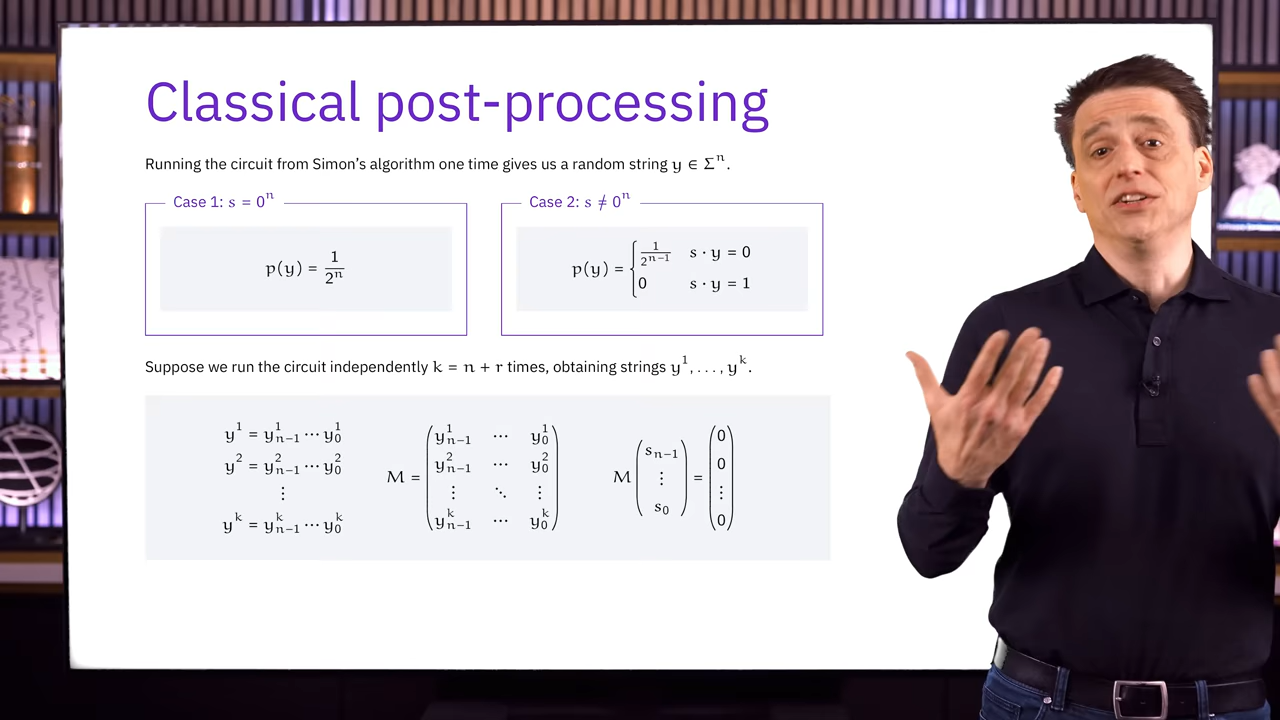 Classical post-processing
Running the circuit from Simon's algorithm one time gives us a random string y ∈ Σⁿ.
Case 1: s = 0ⁿ
p(y) = 1/2ⁿ
Case 2: s ≠ 0ⁿ
p(y) = { 1/2ⁿ⁻¹ s · y = 0
0 s · y = 1
Suppose we run the circuit independently k = n + r times, obtaining strings y¹, . . . , yᵏ.
y¹ = y¹ₙ₋₁ ⋯ y¹₀
y² = y²ₙ₋₁ ⋯ y²₀
⋮
yᵏ = yᵏₙ₋₁ ⋯ yᵏ₀
M = ( y¹ₙ₋₁ ⋯ y¹₀
y²ₙ₋₁ ⋯ y²₀
⋮ ⋱ ⋮
yᵏₙ₋₁ ⋯ yᵏ₀ )
M ( sₙ₋₁ ⋮ s₀ ) = ( 0 0 ⋮ 0 )